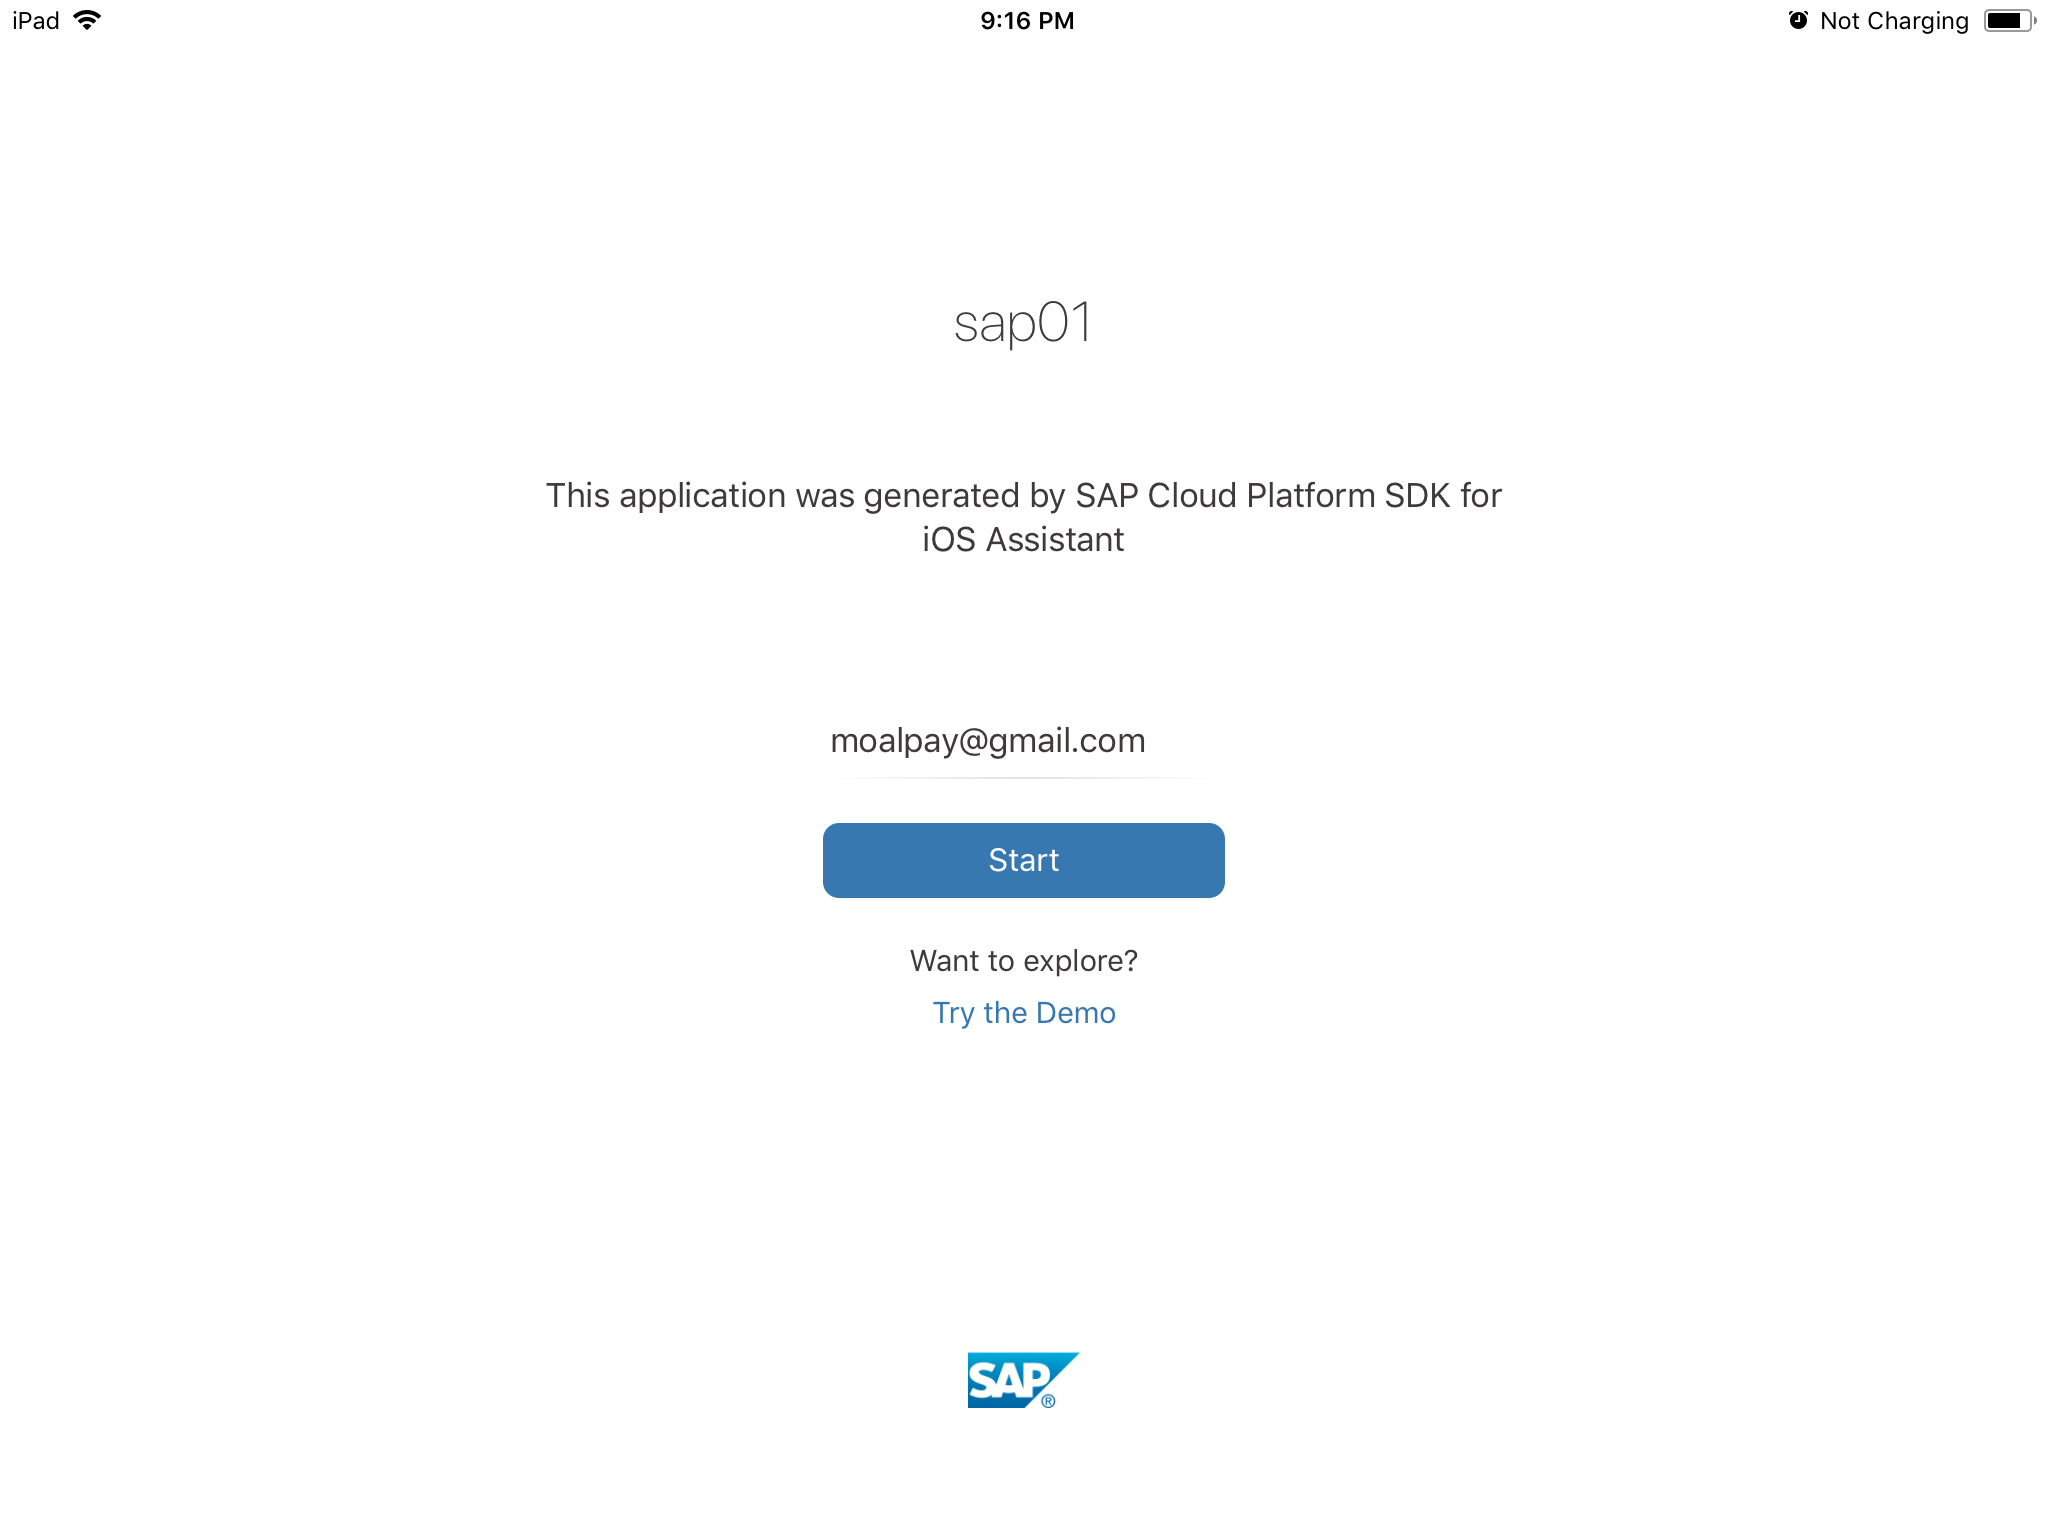 iPad
9:16 PM
Not Charging
sap01
This application was generated by SAP Cloud Platform SDK for
iOS Assistant
moalpay@gmail.com
Start
Want to explore?
Try the Demo
SAP®